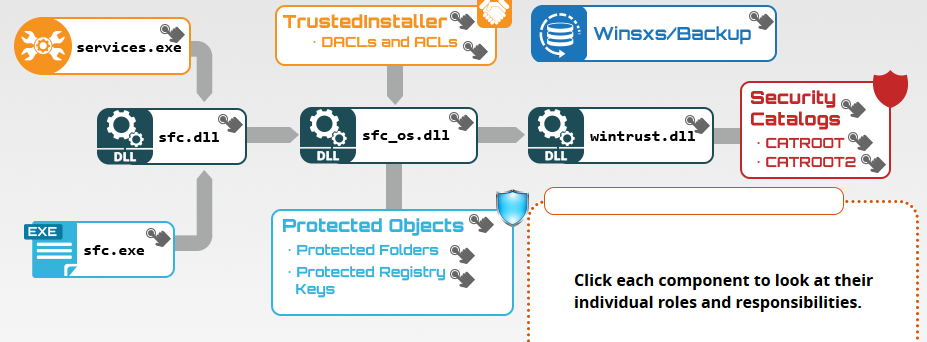 TrustedInstaller
· DACLs and ACLs
services.exe
Winsxs/Backup
Security
Catalogs
· CATROOT
· CATROOT2
sfc.dll
DLL
sfc_os.dll
DLL
wintrust.dll
DLL
EXE
sfc.exe
Protected Objects
· Protected Folders
· Protected Registry
Keys
Click each component to look at their
individual roles and responsibilities.